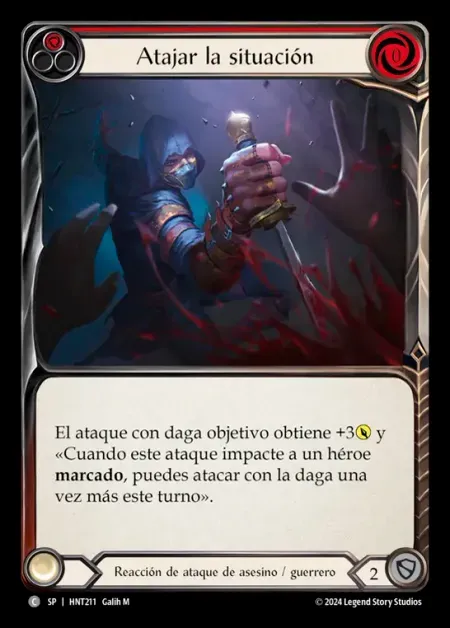 Atajar la situación
El ataque con daga objetivo obtiene +3 y
«Cuando este ataque impacte a un héroe
marcado, puedes atacar con la daga una
vez más este turno».
Reacción de ataque de asesino / guerrero
2
C SP | HNT211 Galih M
© 2024 Legend Story Studios